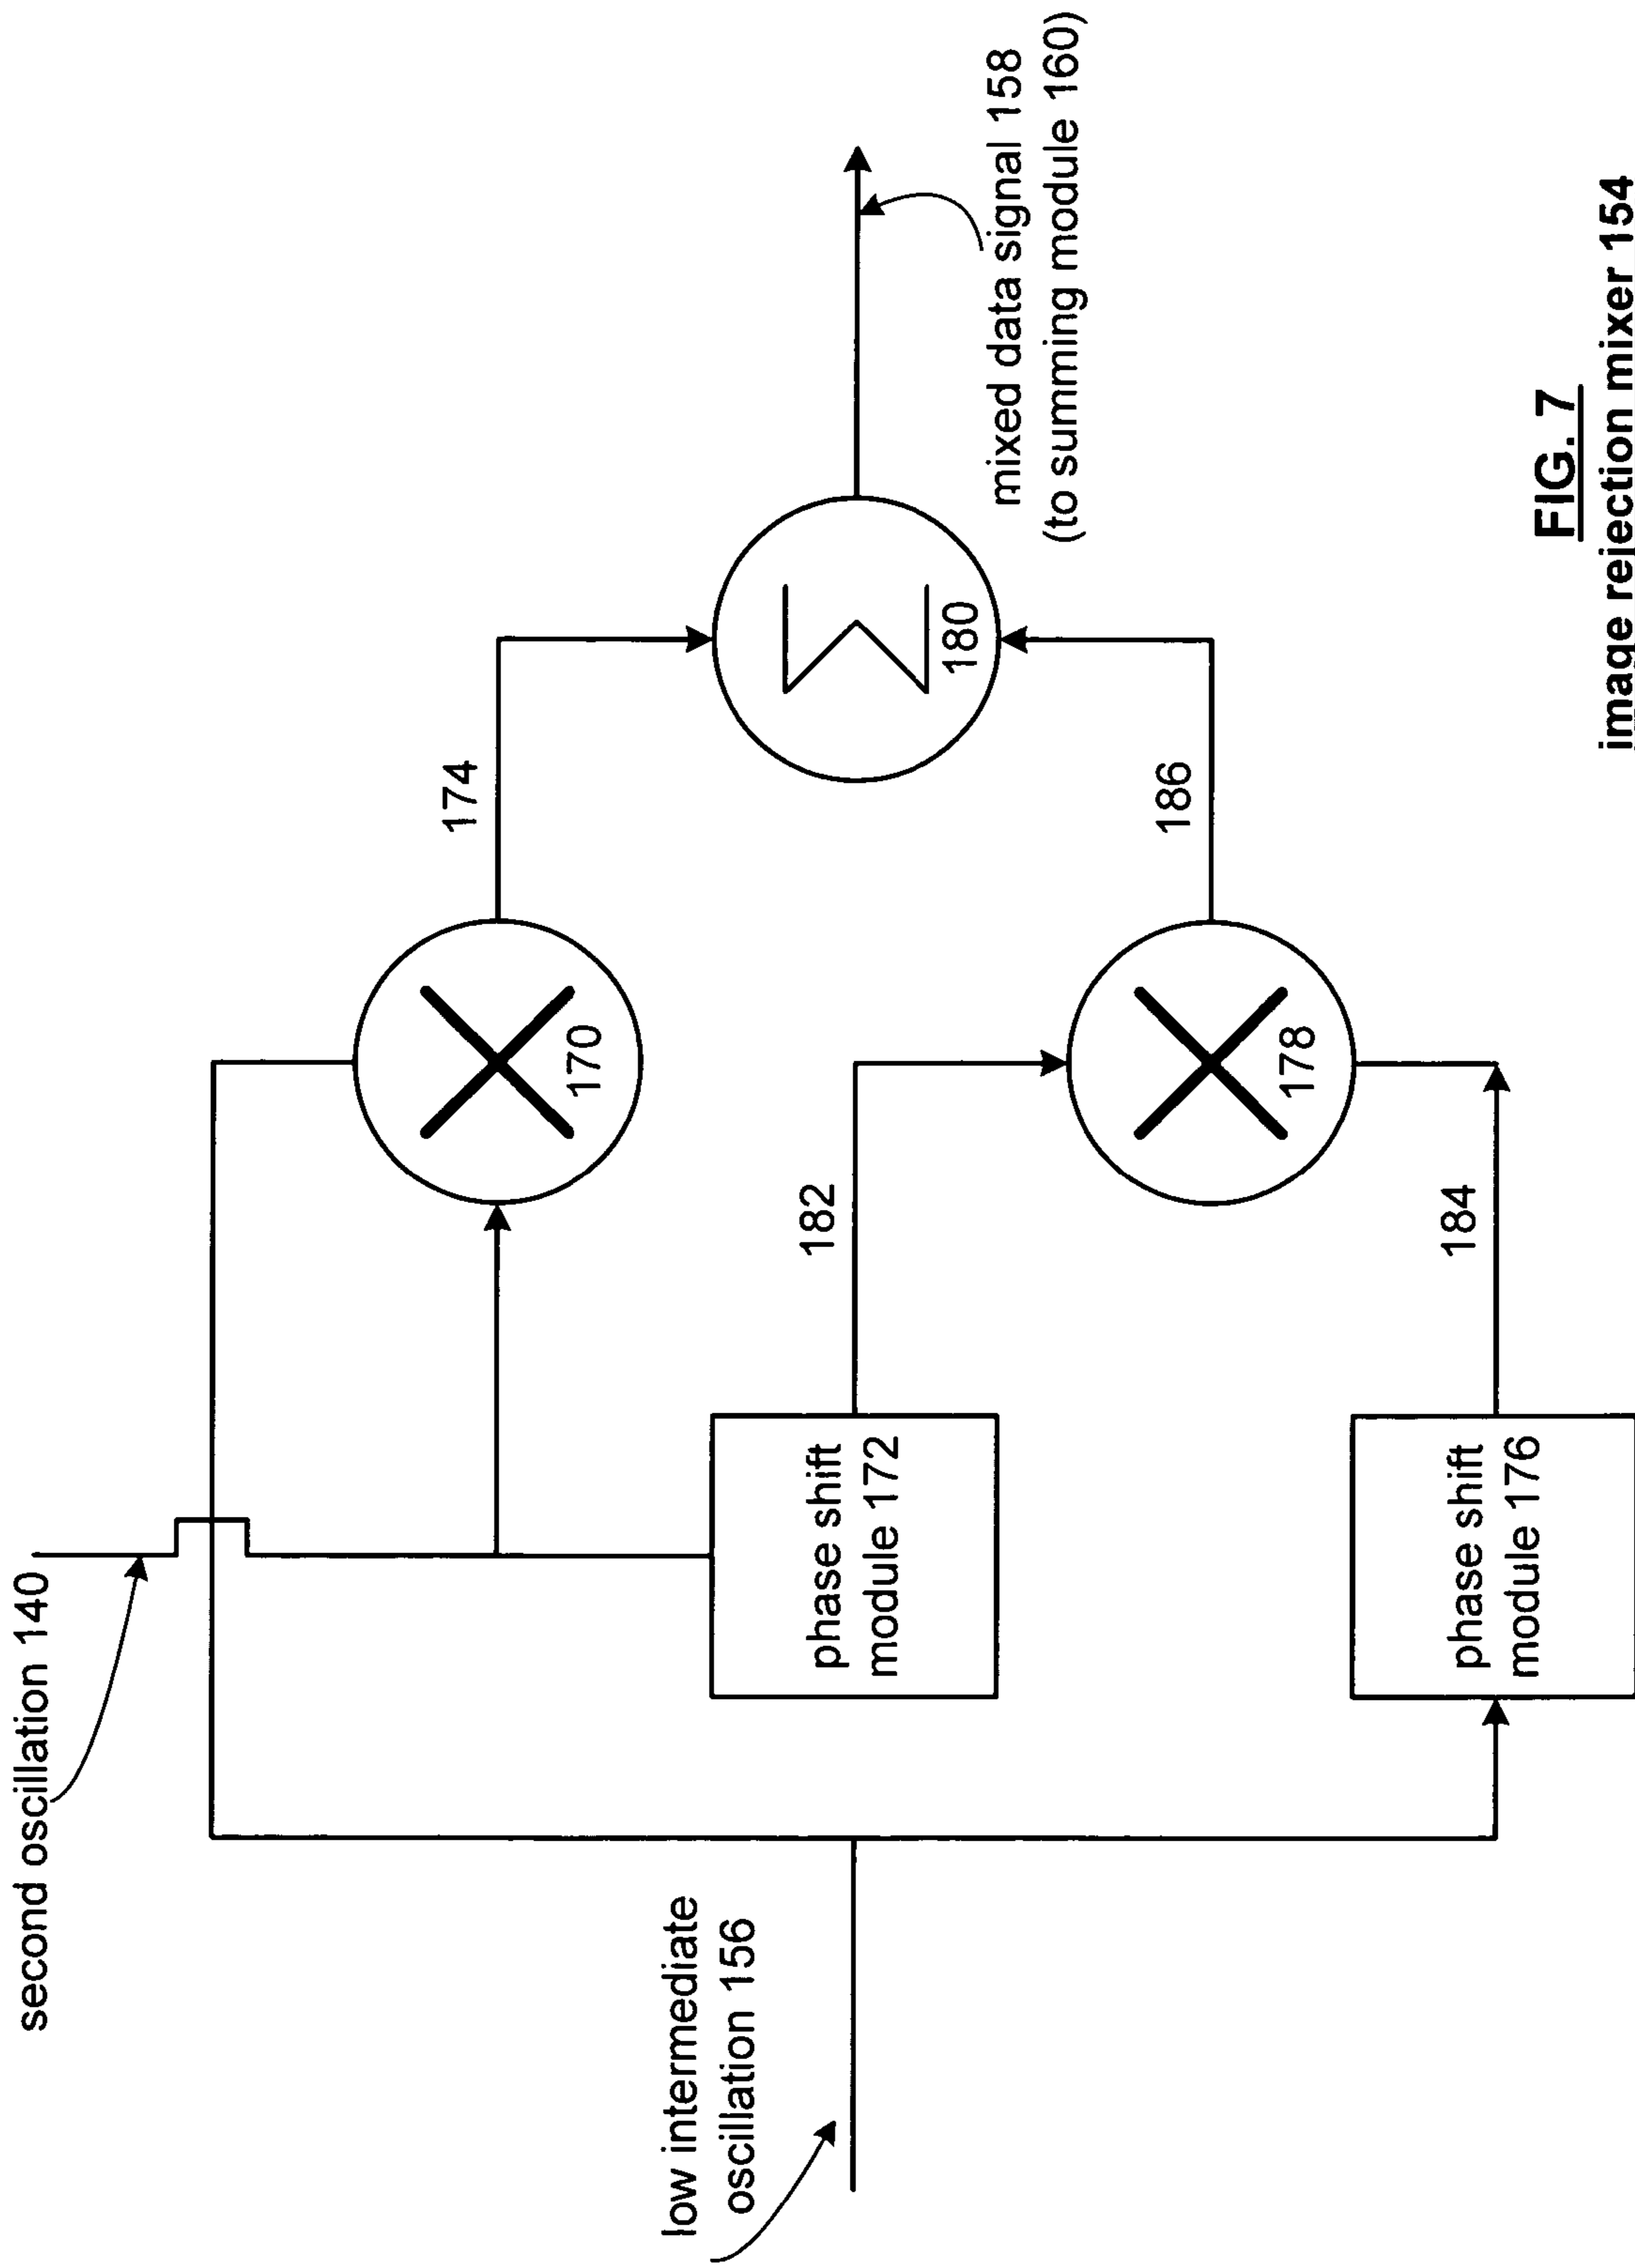 second oscillation 140
low intermediate
oscillation 156
170
174
phase shift
module 172
182
180
mixed data signal 158
(to summing module 160)
phase shift
module 176
184
178
186
FIG. 7
image rejection mixer 154